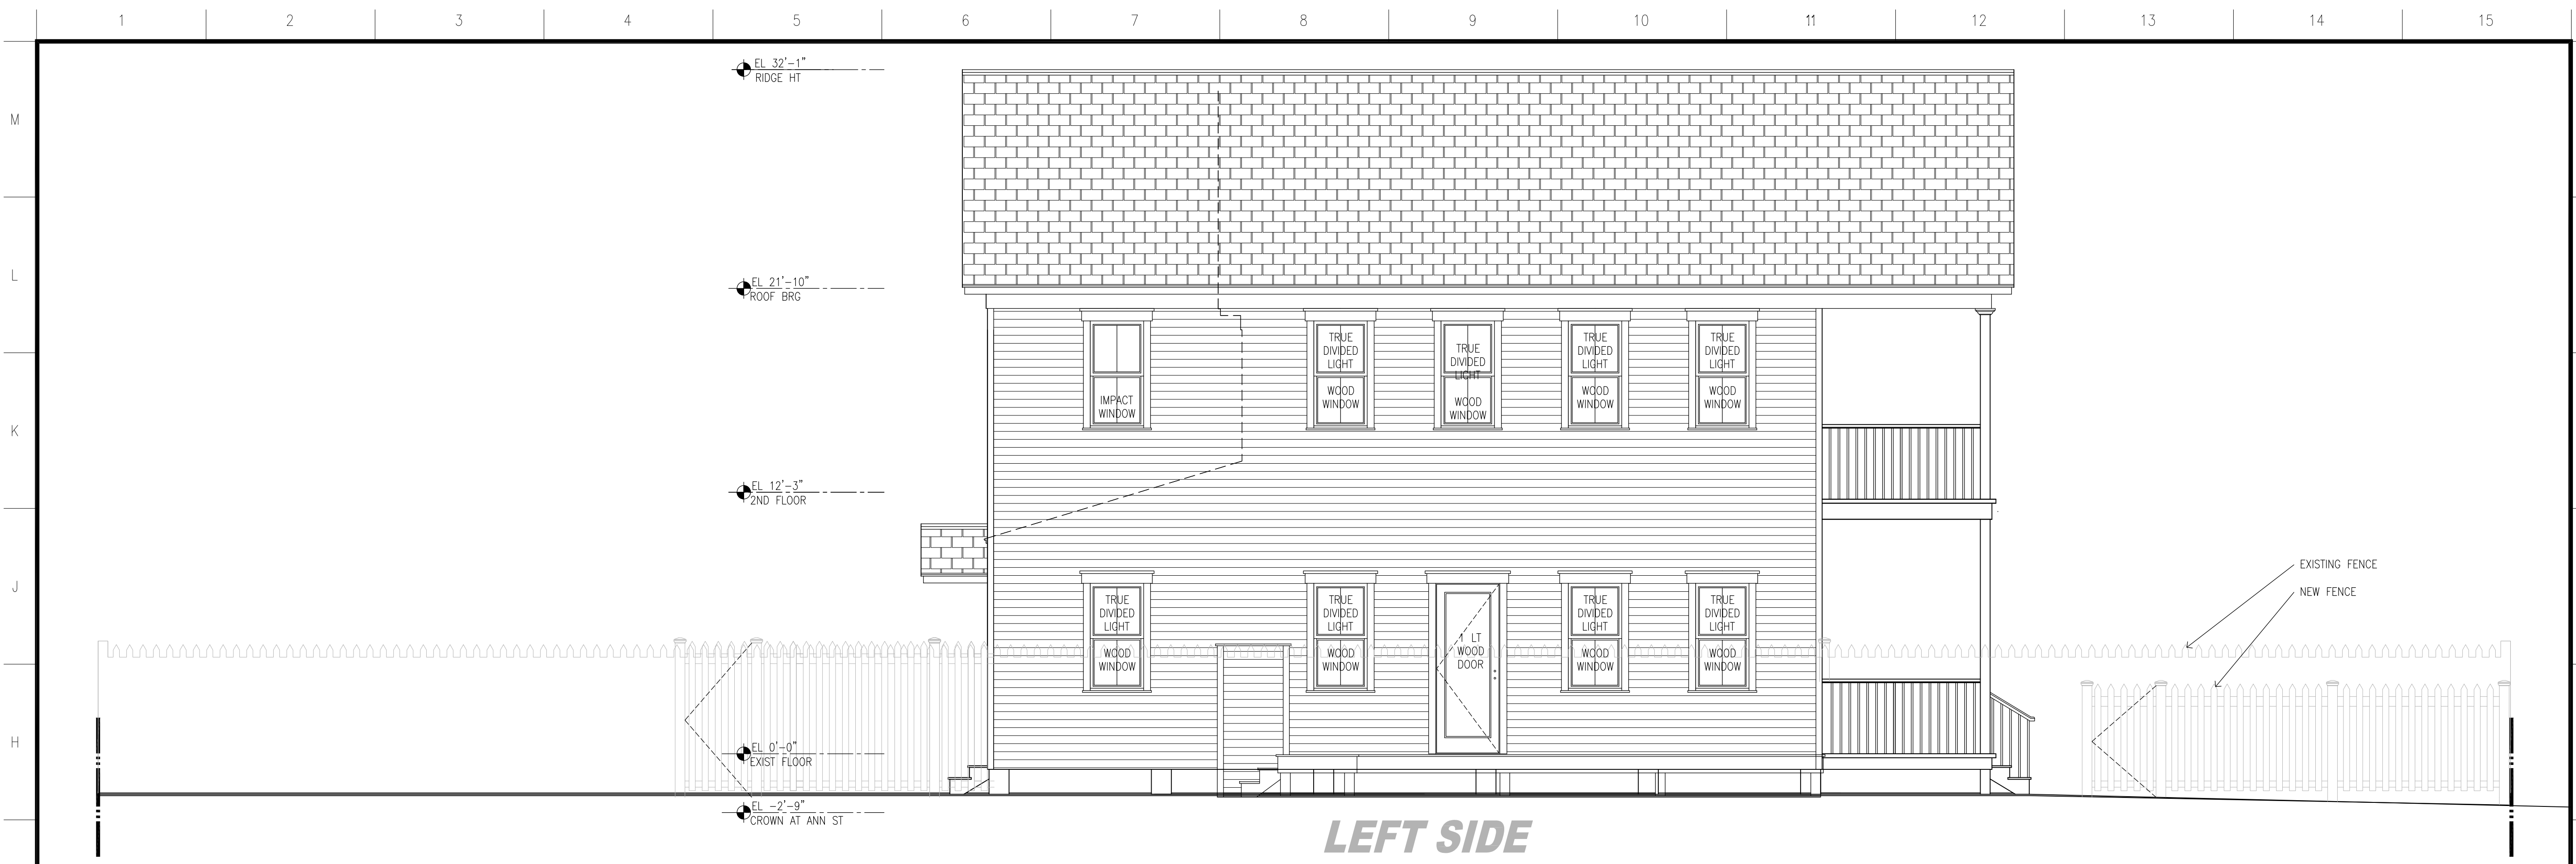 1 2 3 4 5 6 7 8 9 10 11 12 13 14 15
M
L
K
J
H
EL 32'-1"
RIDGE HT
EL 21'-10"
ROOF BRG
EL 12'-3"
2ND FLOOR
EL 0'-0"
EXIST FLOOR
EL -2'-9"
CROWN AT ANN ST
IMPACT
WINDOW
TRUE
DIVIDED
LIGHT
WOOD
WINDOW
TRUE
DIVIDED
LIGHT
WOOD
WINDOW
TRUE
DIVIDED
LIGHT
WOOD
WINDOW
TRUE
DIVIDED
LIGHT
WOOD
WINDOW
TRUE
DIVIDED
LIGHT
WOOD
WINDOW
TRUE
DIVIDED
LIGHT
WOOD
WINDOW
1 LT
WOOD
DOOR
TRUE
DIVIDED
LIGHT
WOOD
WINDOW
TRUE
DIVIDED
LIGHT
WOOD
WINDOW
EXISTING FENCE
NEW FENCE
LEFT SIDE